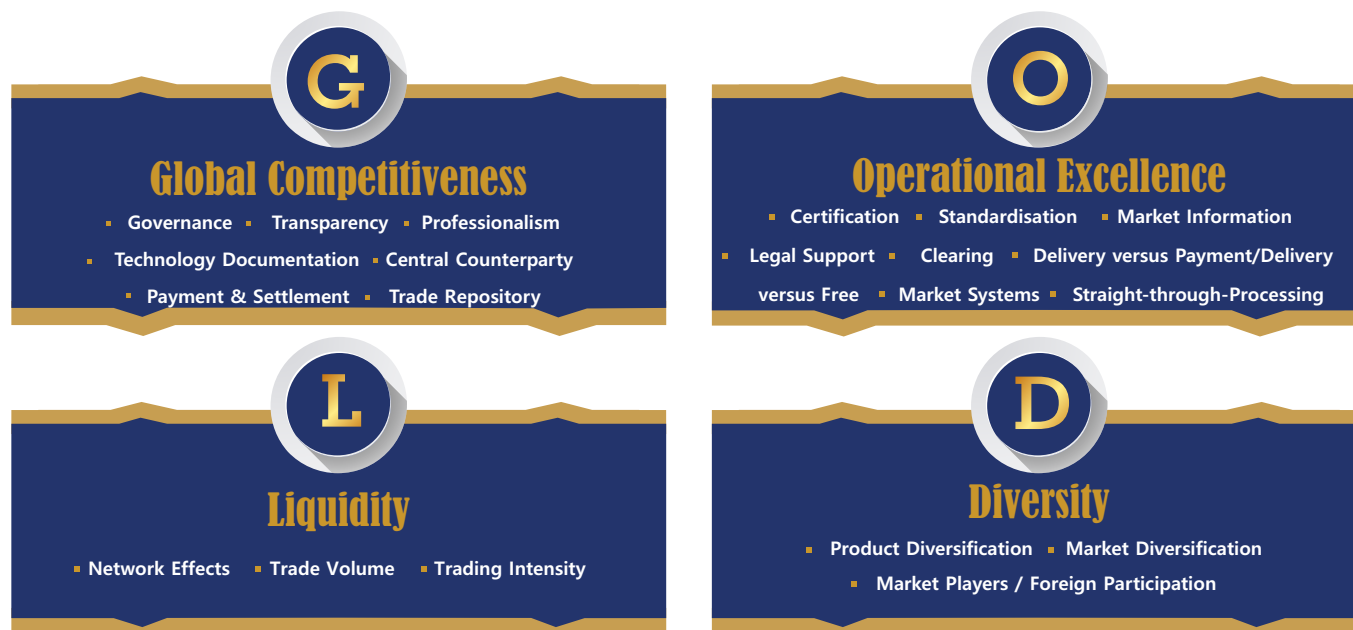 G
Global Competitiveness
▪ Governance ▪ Transparency ▪ Professionalism
▪ Technology Documentation ▪ Central Counterparty
▪ Payment & Settlement ▪ Trade Repository
O
Operational Excellence
▪ Certification ▪ Standardisation ▪ Market Information
▪ Legal Support ▪ Clearing ▪ Delivery versus Payment/Delivery
versus Free ▪ Market Systems ▪ Straight-through-Processing
L
Liquidity
▪ Network Effects ▪ Trade Volume ▪ Trading Intensity
D
Diversity
▪ Product Diversification ▪ Market Diversification
▪ Market Players / Foreign Participation